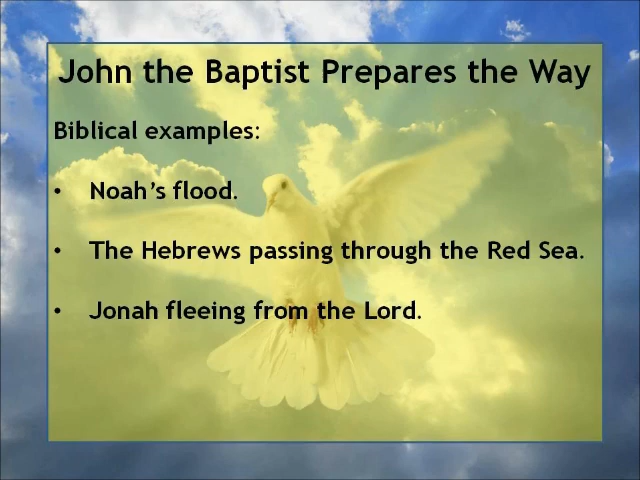 John the Baptist Prepares the Way
Biblical examples:
• Noah’s flood.
• The Hebrews passing through the Red Sea.
• Jonah fleeing from the Lord.